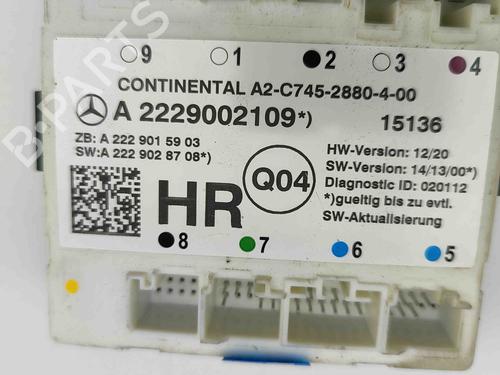 9 1 2 3 4
CONTINENTAL A2-C745-2880-4-00
A 2229002109*) 15136
ZB: A 222 901 59 03
SW:A 222 902 87 08*)
HW-Version: 12/20
SW-Version: 14/13/00*)
Diagnostic ID: 020112
*)gueltig bis zu evtl.
SW-Aktualisierung
HR Q04
8 7 6 5
B-PARTS